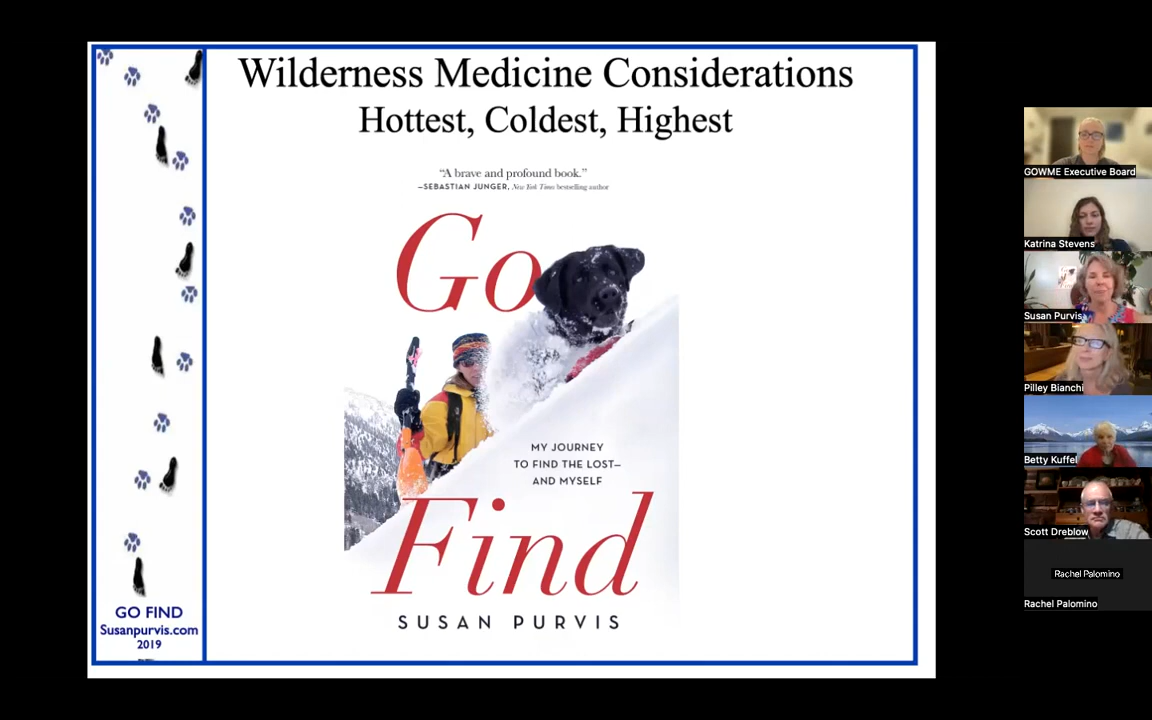 Wilderness Medicine Considerations
Hottest, Coldest, Highest
“A brave and profound book.”
—SEBASTIAN JUNGER, New York Times bestselling author
Go
MY JOURNEY
TO FIND THE LOST—
AND MYSELF
Find
SUSAN PURVIS
GO FIND
Susanpurvis.com
2019
GOWME Executive Board
Katrina Stevens
Susan Purvis
Pilley Bianchi
Betty Kuffel
Scott Dreblow
Rachel Palomino
Rachel Palomino